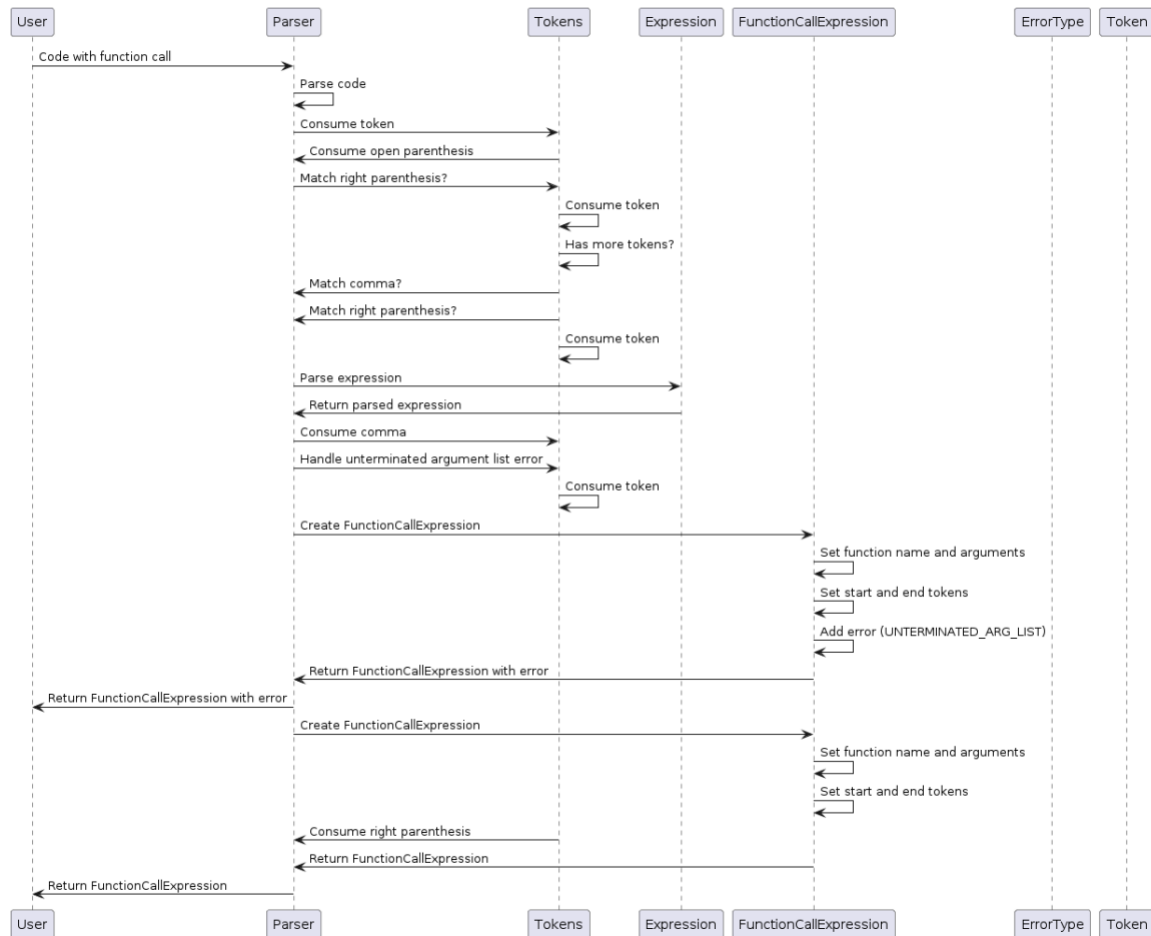 User Parser Tokens Expression FunctionCallExpression ErrorType Token
Code with function call
Parse code
Consume token
Consume open parenthesis
Match right parenthesis?
Consume token
Has more tokens?
Match comma?
Match right parenthesis?
Consume token
Parse expression
Return parsed expression
Consume comma
Handle unterminated argument list error
Consume token
Create FunctionCallExpression
Set function name and arguments
Set start and end tokens
Add error (UNTERMINATED_ARG_LIST)
Return FunctionCallExpression with error
Return FunctionCallExpression with error
Create FunctionCallExpression
Set function name and arguments
Set start and end tokens
Consume right parenthesis
Return FunctionCallExpression
Return FunctionCallExpression
User Parser Tokens Expression FunctionCallExpression ErrorType Token